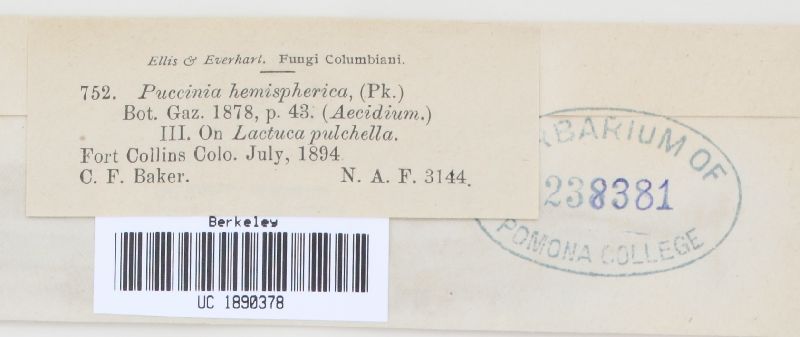 Ellis & Everhart. Fungi Columbiani.
752. Puccinia hemispherica, (Pk.)
Bot. Gaz. 1878, p. 43. (Aecidium.)
III. On Lactuca pulchella.
Fort Collins Colo. July, 1894
C. F. Baker. N. A. F. 3144.
RBARIUM OF
238381
POMONA COLLEGE
Berkeley
UC 1890378